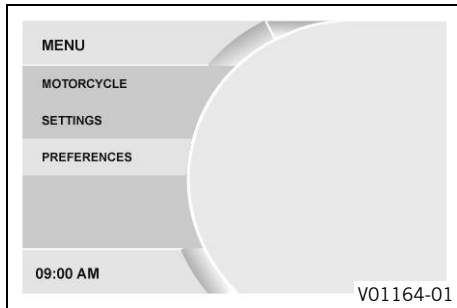 MENU
MOTORCYCLE
SETTINGS
PREFERENCES
09:00 AM
V01164-01